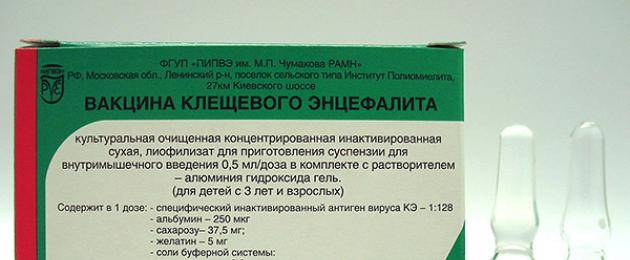 ФГУП «ПИПВЭ им. М.П. Чумакова РАМН»
РФ, Московская обл., Ленинский р-н, поселок сельского типа Институт Полиомиелита,
27км Киевского шоссе
ВАКЦИНА КЛЕЩЕВОГО ЭНЦЕФАЛИТА
культуральная очищенная концентрированная инактивированная
сухая, лиофилизат для приготовления суспензии для
внутримышечного введения 0,5 мл/доза в комплекте с растворителем
– алюминия гидроксида гель.
(для детей с 3 лет и взрослых)
Содержит в 1 дозе: - специфический инактивированный антиген вируса КЭ – 1:128
- альбумин – 250 мкг
- сахарозу– 37,5 мг;
- желатин – 5 мг
- соли буферной системы: